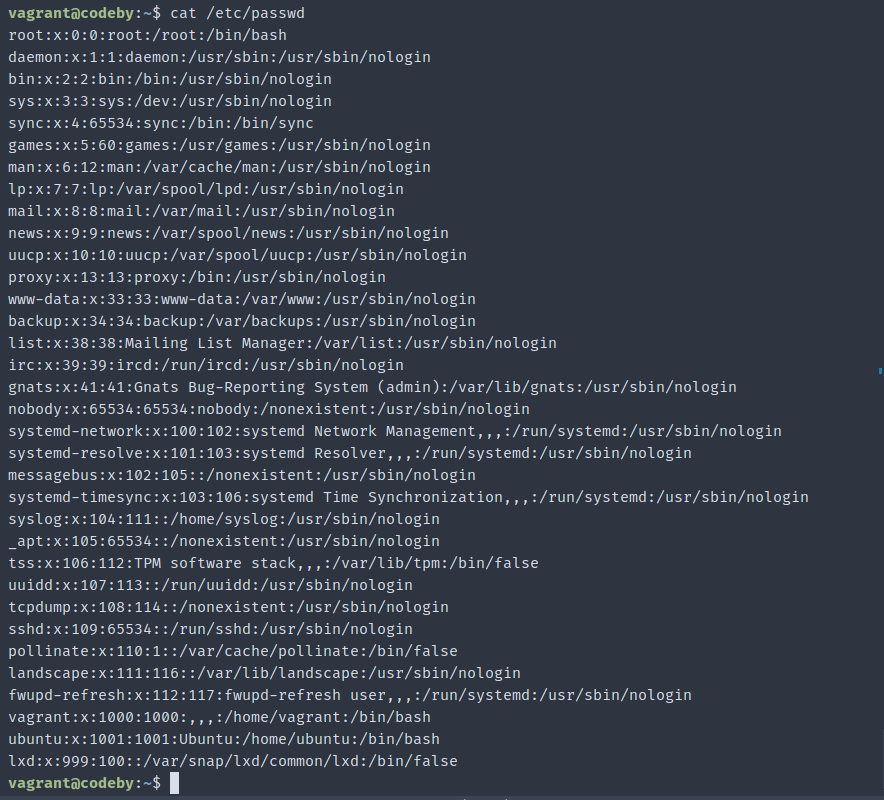 vagrant@codeby:~$ cat /etc/passwd
root:x:0:0:root:/root:/bin/bash
daemon:x:1:1:daemon:/usr/sbin:/usr/sbin/nologin
bin:x:2:2:bin:/bin:/usr/sbin/nologin
sys:x:3:3:sys:/dev:/usr/sbin/nologin
sync:x:4:65534:sync:/bin:/bin/sync
games:x:5:60:games:/usr/games:/usr/sbin/nologin
man:x:6:12:man:/var/cache/man:/usr/sbin/nologin
lp:x:7:7:lp:/var/spool/lpd:/usr/sbin/nologin
mail:x:8:8:mail:/var/mail:/usr/sbin/nologin
news:x:9:9:news:/var/spool/news:/usr/sbin/nologin
uucp:x:10:10:uucp:/var/spool/uucp:/usr/sbin/nologin
proxy:x:13:13:proxy:/bin:/usr/sbin/nologin
www-data:x:33:33:www-data:/var/www:/usr/sbin/nologin
backup:x:34:34:backup:/var/backups:/usr/sbin/nologin
list:x:38:38:Mailing List Manager:/var/list:/usr/sbin/nologin
irc:x:39:39:ircd:/run/ircd:/usr/sbin/nologin
gnats:x:41:41:Gnats Bug-Reporting System (admin):/var/lib/gnats:/usr/sbin/nologin
nobody:x:65534:65534:nobody:/nonexistent:/usr/sbin/nologin
systemd-network:x:100:102:systemd Network Management,,,:/run/systemd:/usr/sbin/nologin
systemd-resolve:x:101:103:systemd Resolver,,,:/run/systemd:/usr/sbin/nologin
messagebus:x:102:105::/nonexistent:/usr/sbin/nologin
systemd-timesync:x:103:106:systemd Time Synchronization,,,:/run/systemd:/usr/sbin/nologin
syslog:x:104:111::/home/syslog:/usr/sbin/nologin
_apt:x:105:65534::/nonexistent:/usr/sbin/nologin
tss:x:106:112:TPM software stack,,,:/var/lib/tpm:/bin/false
uuidd:x:107:113::/run/uuidd:/usr/sbin/nologin
tcpdump:x:108:114::/nonexistent:/usr/sbin/nologin
sshd:x:109:65534::/run/sshd:/usr/sbin/nologin
pollinate:x:110:1::/var/cache/pollinate:/bin/false
landscape:x:111:116::/var/lib/landscape:/usr/sbin/nologin
fwupd-refresh:x:112:117:fwupd-refresh user,,,:/run/systemd:/usr/sbin/nologin
vagrant:x:1000:1000:,,,:/home/vagrant:/bin/bash
ubuntu:x:1001:1001:Ubuntu:/home/ubuntu:/bin/bash
lxd:x:999:100::/var/snap/lxd/common/lxd:/bin/false
vagrant@codeby:~$